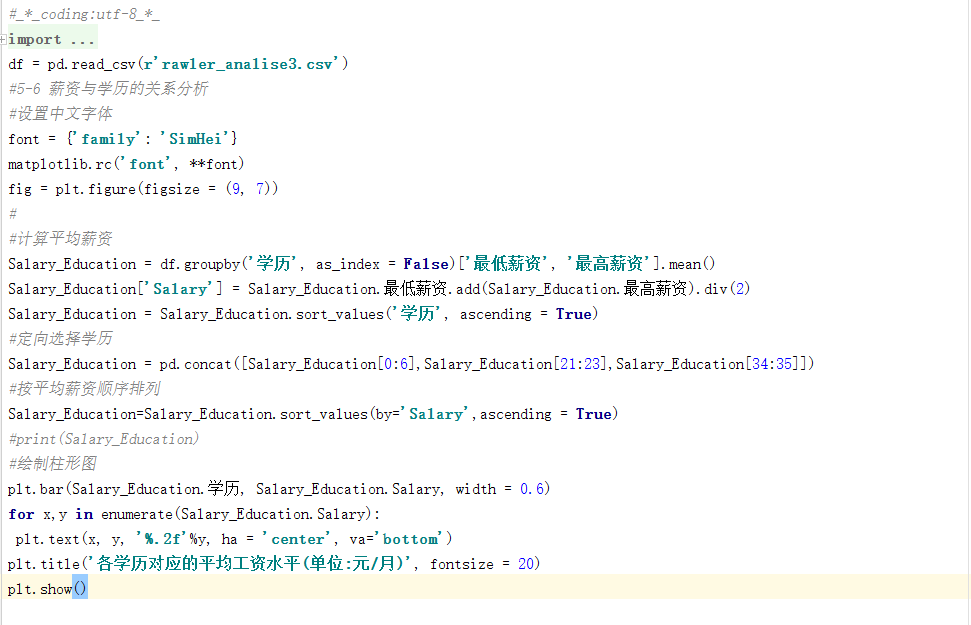 #_*_coding:utf-8_*_
import ...
df = pd.read_csv(r'rawler_analise3.csv')
#5-6 薪资与学历的关系分析
#设置中文字体
font = {'family': 'SimHei'}
matplotlib.rc('font', **font)
fig = plt.figure(figsize = (9, 7))
#
#计算平均薪资
Salary_Education = df.groupby('学历', as_index = False)['最低薪资', '最高薪资'].mean()
Salary_Education['Salary'] = Salary_Education.最低薪资.add(Salary_Education.最高薪资).div(2)
Salary_Education = Salary_Education.sort_values('学历', ascending = True)
#定向选择学历
Salary_Education = pd.concat([Salary_Education[0:6],Salary_Education[21:23],Salary_Education[34:35]])
#按平均薪资顺序排列
Salary_Education=Salary_Education.sort_values(by='Salary',ascending = True)
#print(Salary_Education)
#绘制柱形图
plt.bar(Salary_Education.学历, Salary_Education.Salary, width = 0.6)
for x,y in enumerate(Salary_Education.Salary):
 plt.text(x, y, '%.2f'%y, ha = 'center', va='bottom')
plt.title('各学历对应的平均工资水平(单位:元/月)', fontsize = 20)
plt.show()